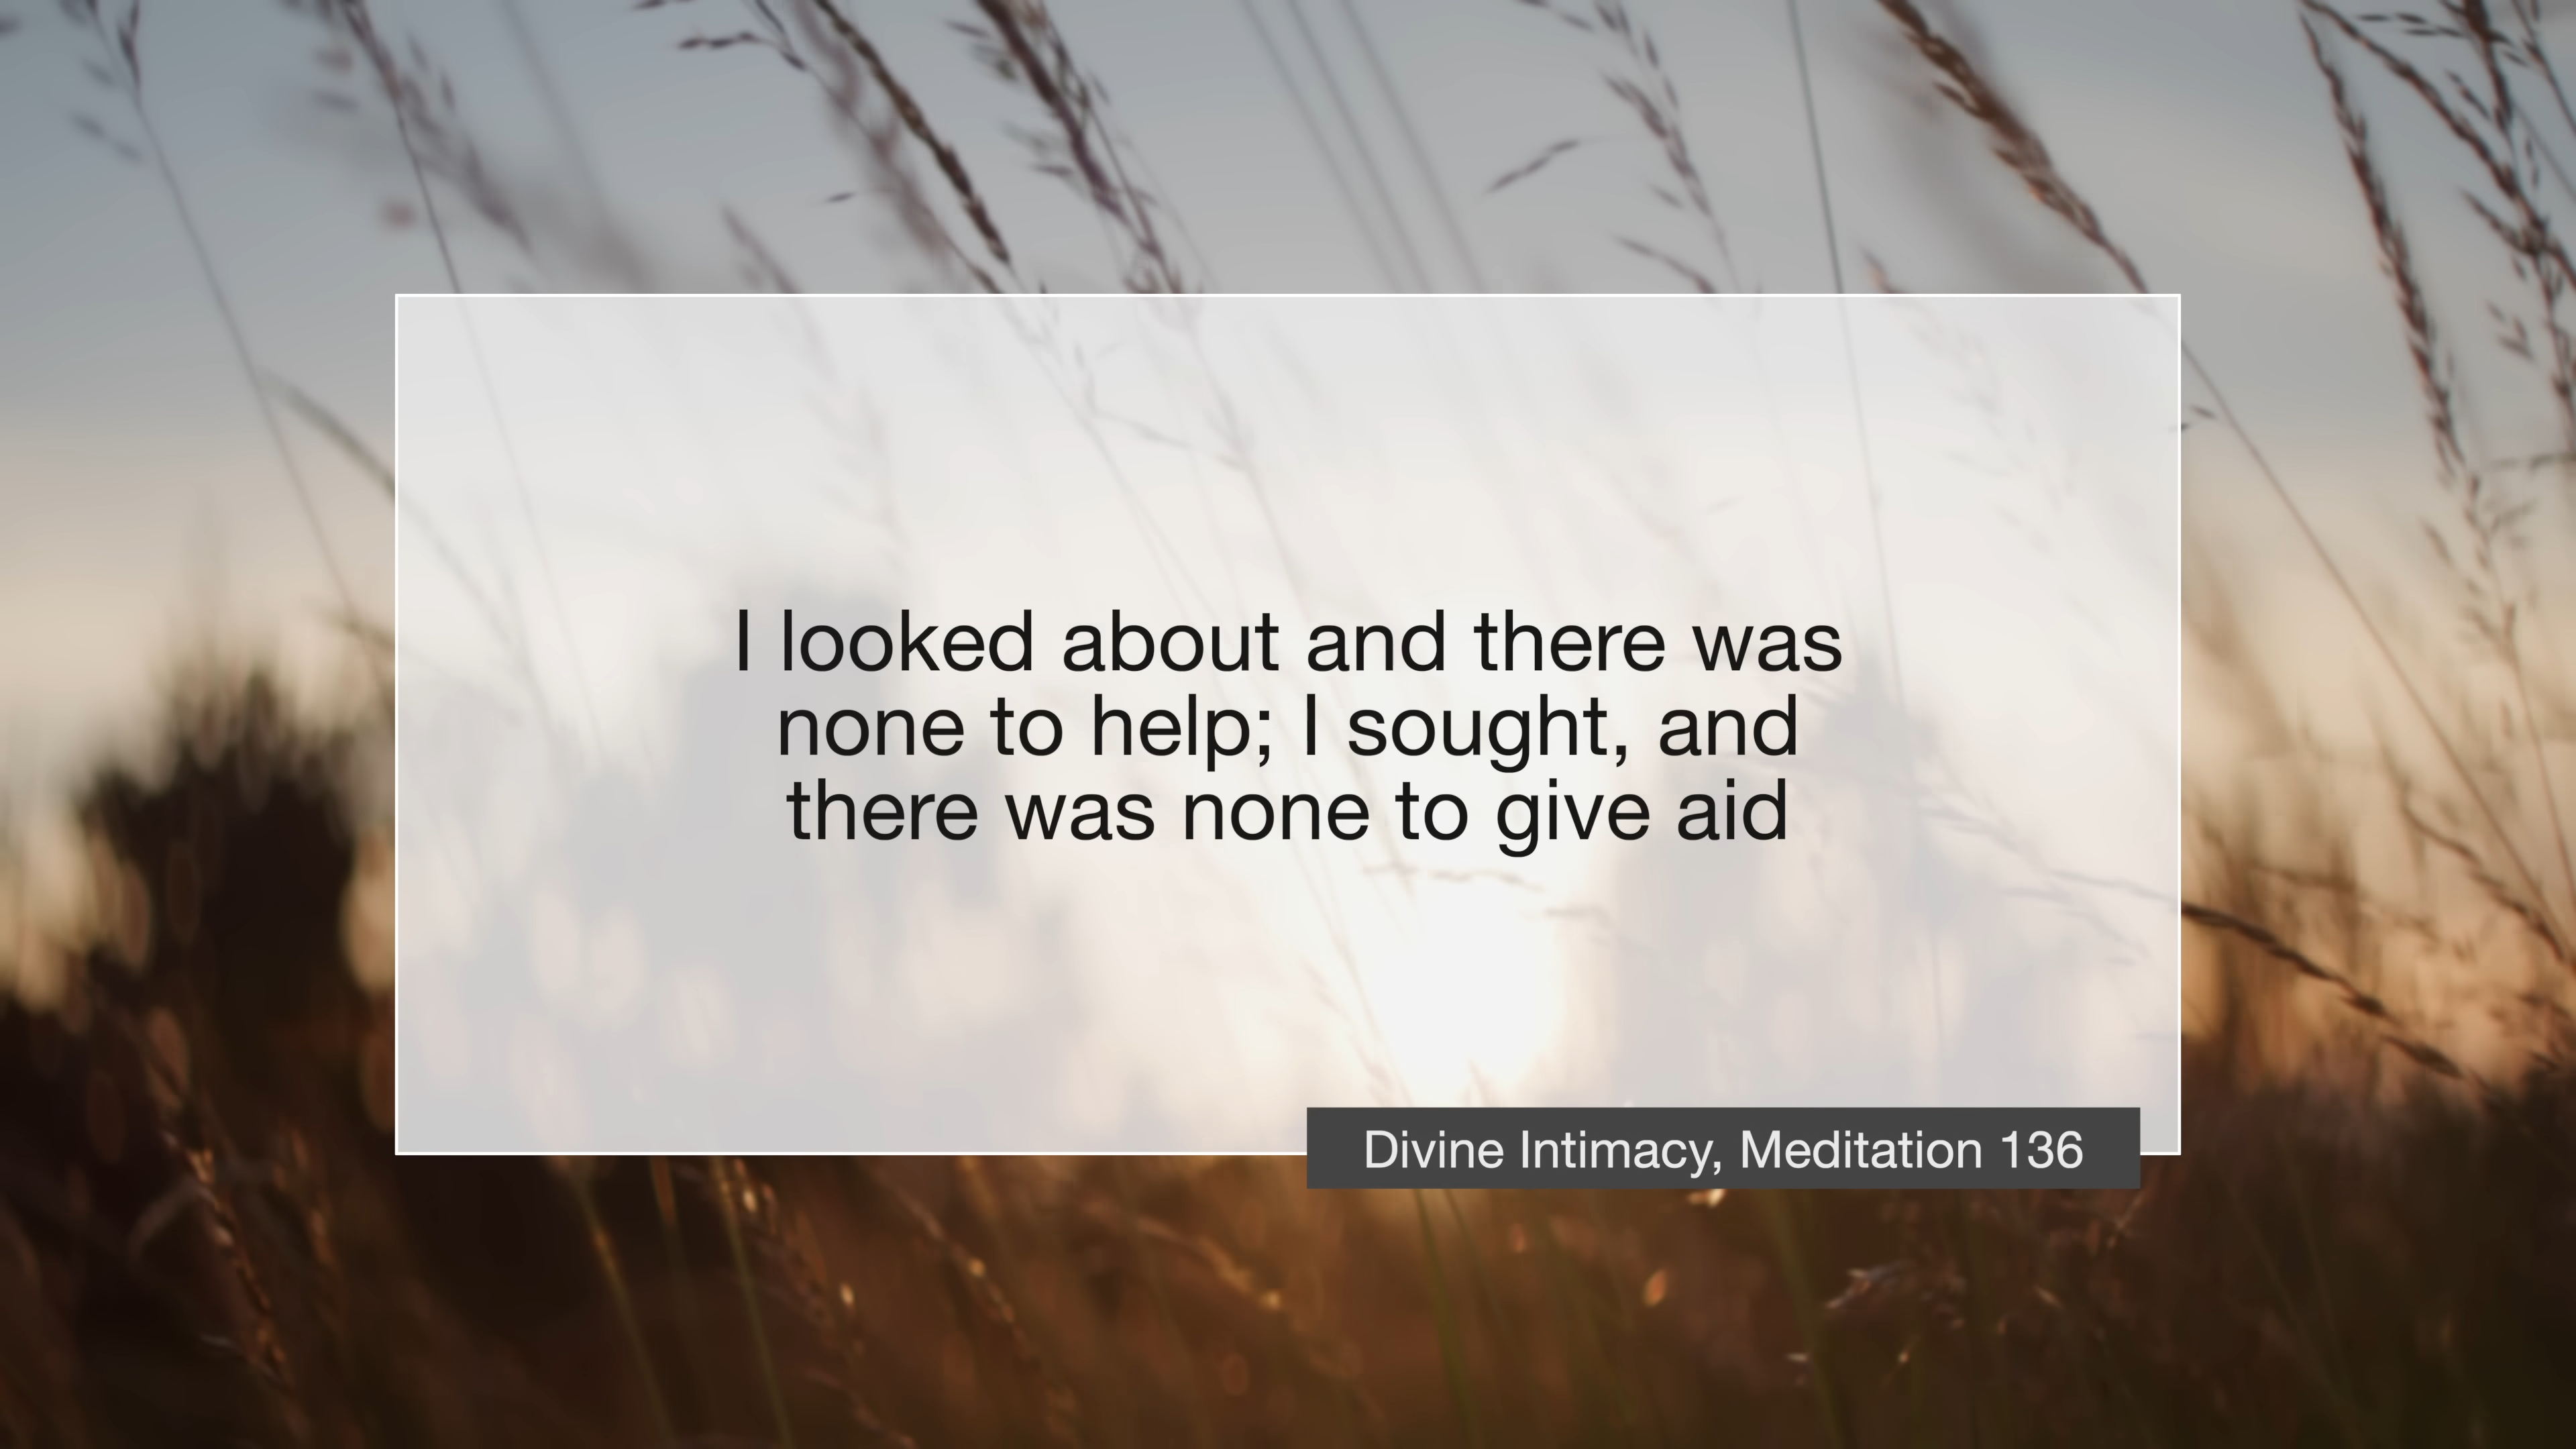 I looked about and there was
none to help; I sought, and
there was none to give aid
Divine Intimacy, Meditation 136